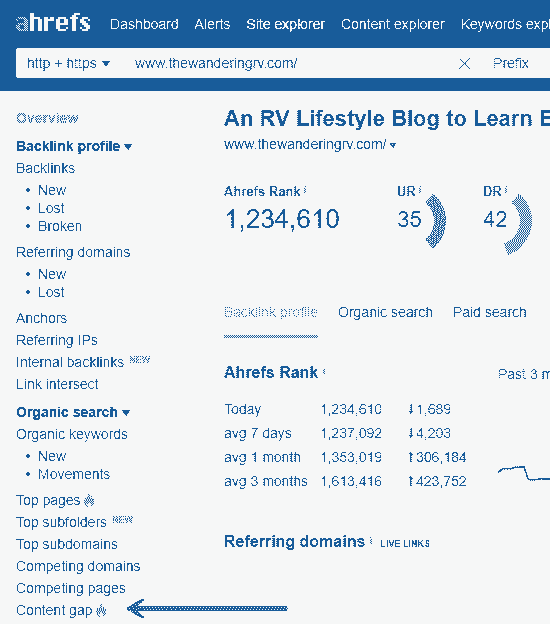 ahrefs Dashboard Alerts Site explorer Content explorer Keywords expl
http + https www.thewanderingrv.com/ Prefix
Overview
Backlink profile
Backlinks
• New
• Lost
• Broken
Referring domains
• New
• Lost
Anchors
Referring IPs
Internal backlinks NEW
Link intersect
Organic search
Organic keywords
• New
• Movements
Top pages
Top subfolders NEW
Top subdomains
Competing domains
Competing pages
Content gap
An RV Lifestyle Blog to Learn E
www.thewanderingrv.com/
Ahrefs Rank i UR i DR i
1,234,610 35 42
Backlink profile Organic search Paid search
Ahrefs Rank i Past 3 m
Today 1,234,610 ↓1,689
avg 7 days 1,237,092 ↓4,203
avg 1 month 1,353,019 ↑306,184
avg 3 months 1,613,416 ↑423,752
Referring domains i LIVE LINKS